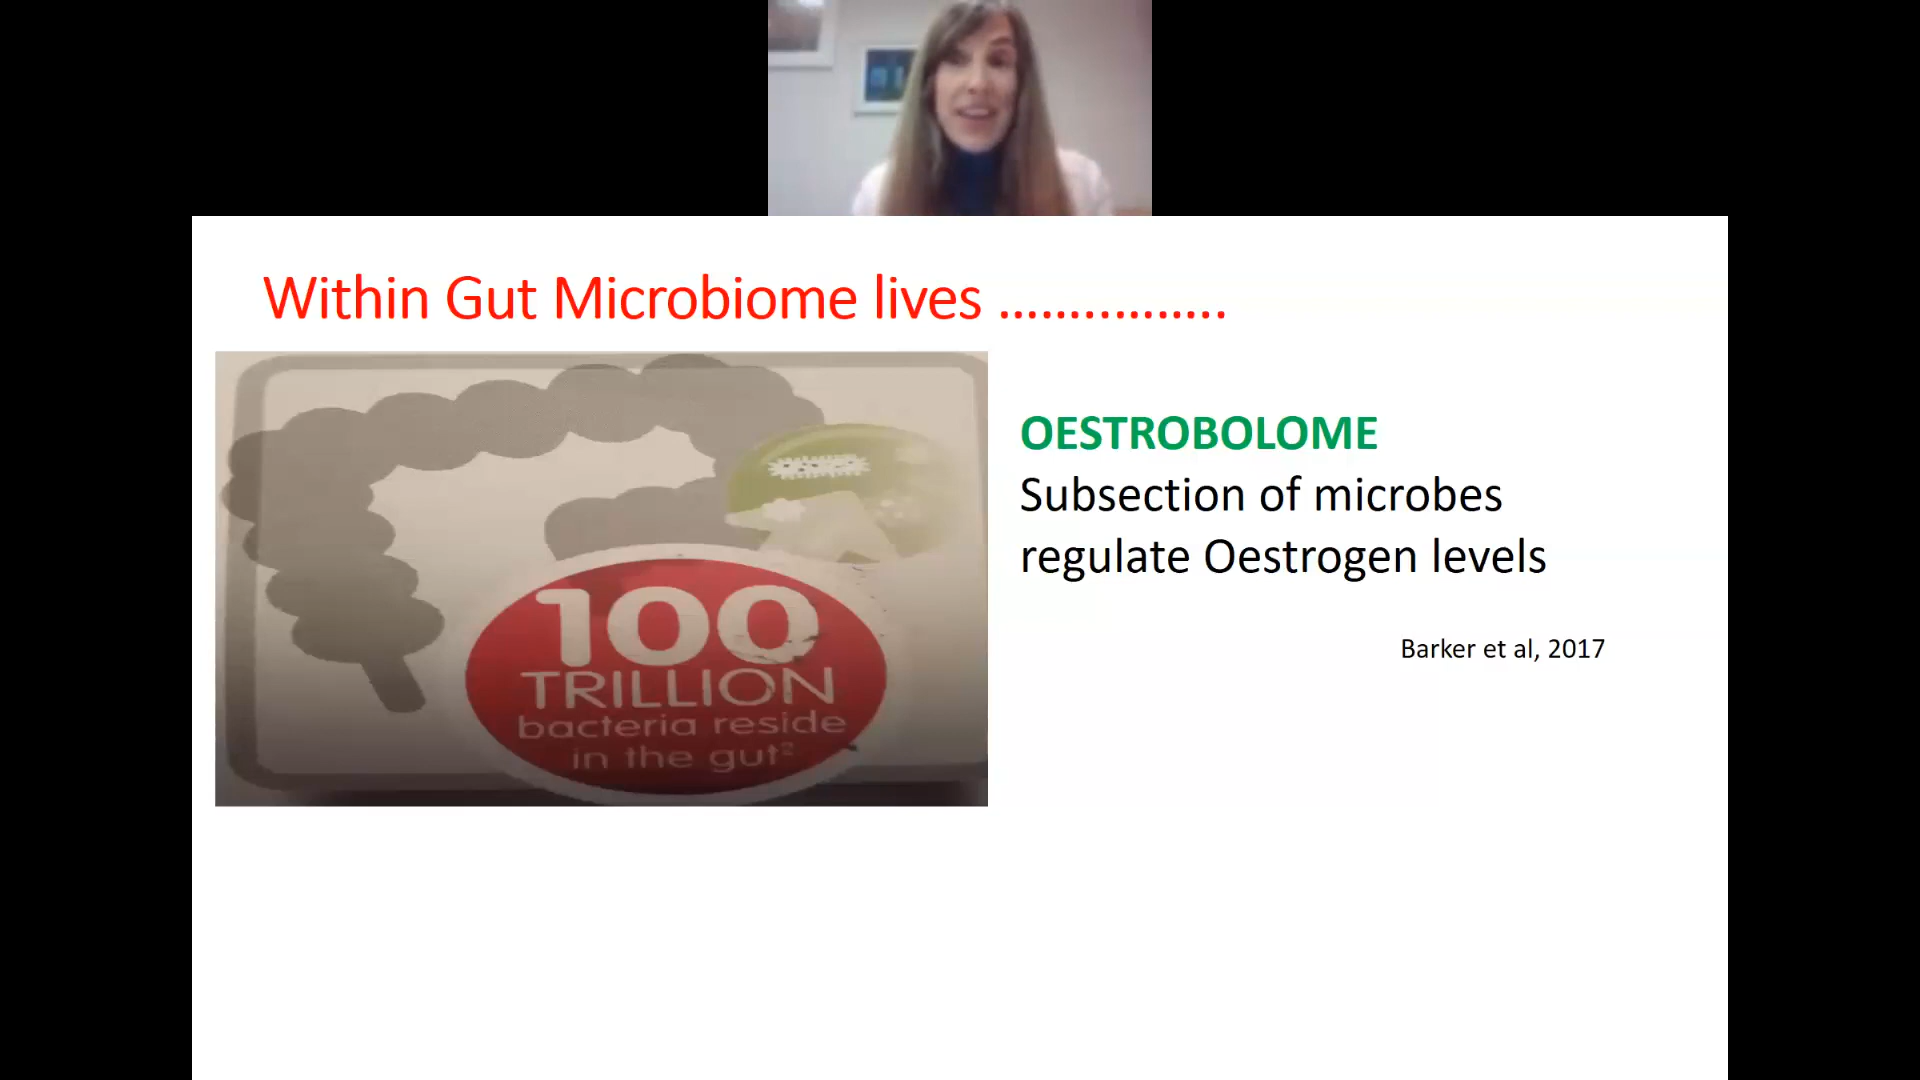 Within Gut Microbiome lives ……………
100
TRILLION
bacteria reside
in the gut²
OESTROBOLOME
Subsection of microbes
regulate Oestrogen levels
Barker et al, 2017